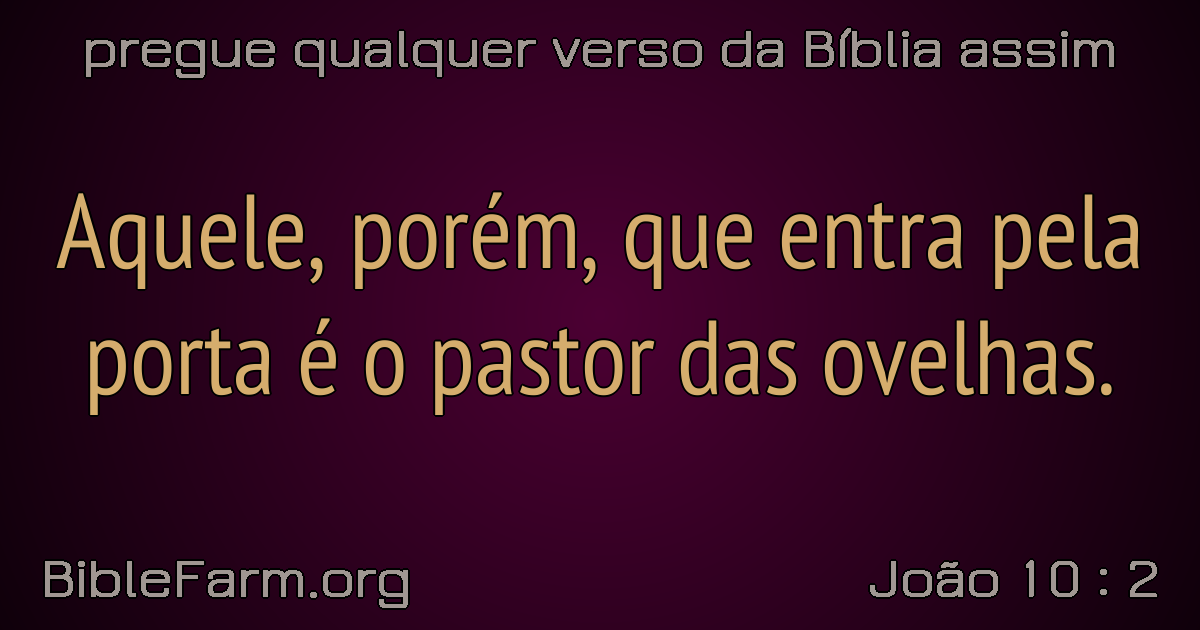 pregue qualquer verso da Bíblia assim
Aquele, porém, que entra pela
porta é o pastor das ovelhas.
BibleFarm.org
João 10 : 2